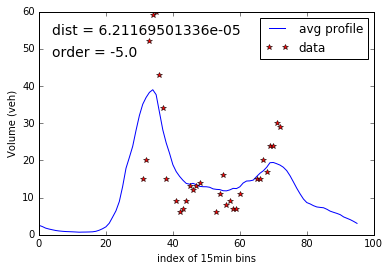 60
50
40
30
20
10
0
Volume (veh)
dist = 6.21169501336e-05
order = -5.0
avg profile
data
0 20 40 60 80 100
index of 15min bins